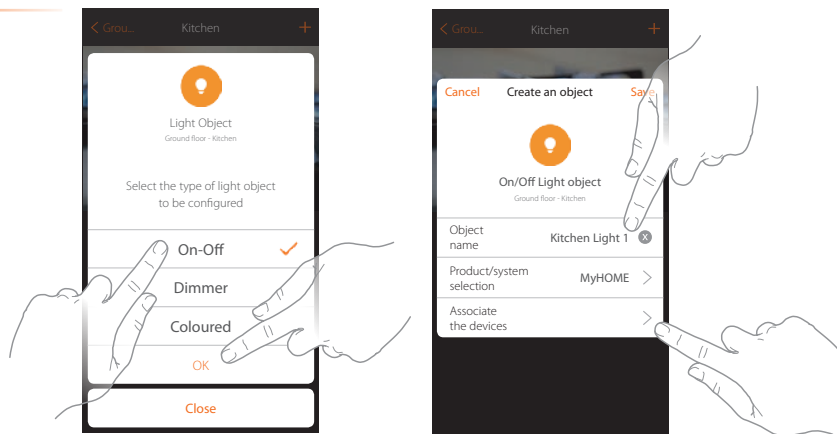 < Grou...
Kitchen
+
Light Object
Ground floor - Kitchen
Select the type of light object
to be configured
On-Off
Dimmer
Coloured
OK
Close
< Grou...
Kitchen
+
Cancel
Create an object
Save
On/Off Light object
Ground floor - Kitchen
Object
name
Kitchen Light 1
X
Product/system
selection
MyHOME
>
Associate
the devices
>